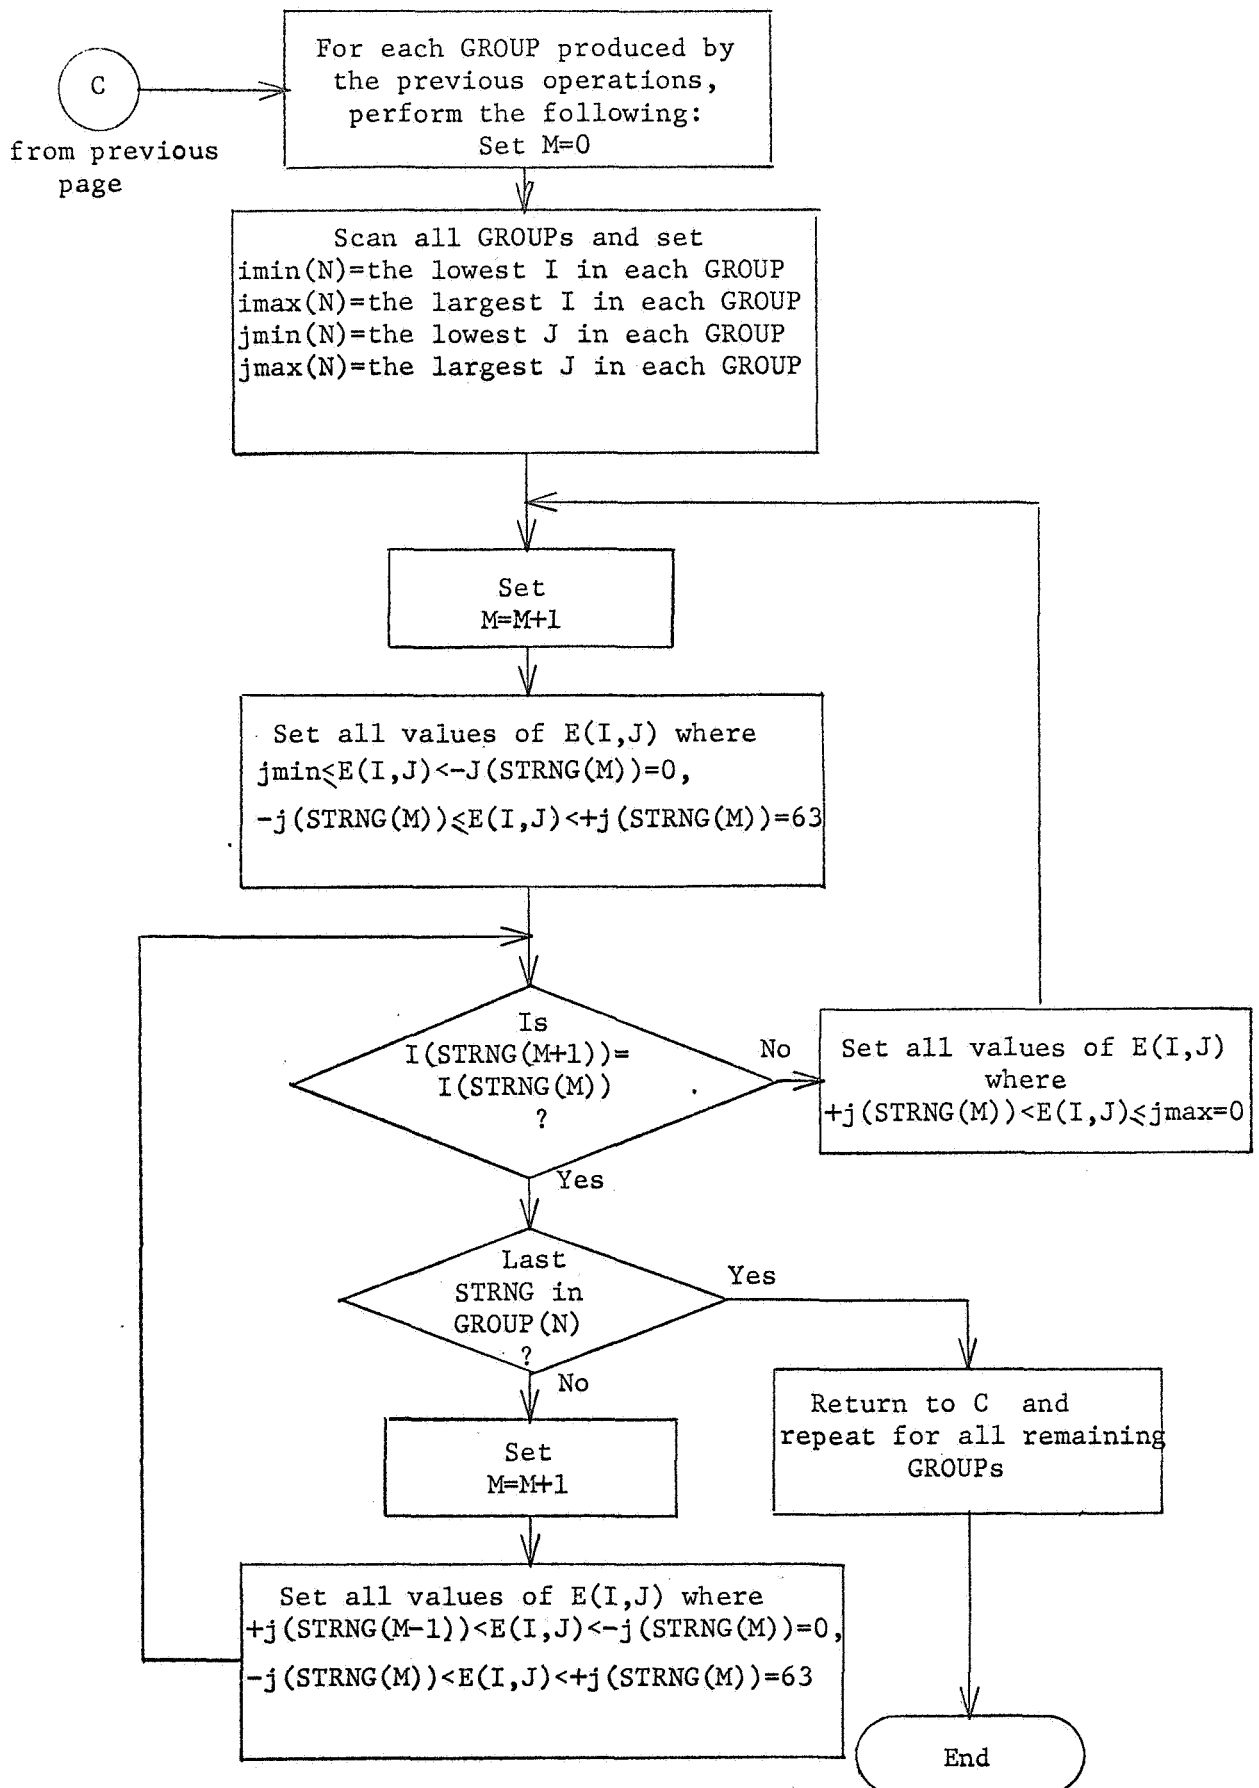 C
from previous
page
For each GROUP produced by
the previous operations,
perform the following:
Set M=0
Scan all GROUPs and set
imin(N)=the lowest I in each GROUP
imax(N)=the largest I in each GROUP
jmin(N)=the lowest J in each GROUP
jmax(N)=the largest J in each GROUP
Set
M=M+1
Set all values of E(I,J) where
jmin≤E(I,J)<-J(STRNG(M))=0,
-j(STRNG(M))≤E(I,J)<+j(STRNG(M))=63
Is
I(STRNG(M+1))=
I(STRNG(M))
?
No
Set all values of E(I,J)
where
+j(STRNG(M))<E(I,J)≤jmax=0
Yes
Last
STRNG in
GROUP(N)
?
Yes
No
Return to C and
repeat for all remaining
GROUPs
Set
M=M+1
Set all values of E(I,J) where
+j(STRNG(M-1))<E(I,J)<-j(STRNG(M))=0,
-j(STRNG(M))<E(I,J)<+j(STRNG(M))=63
End